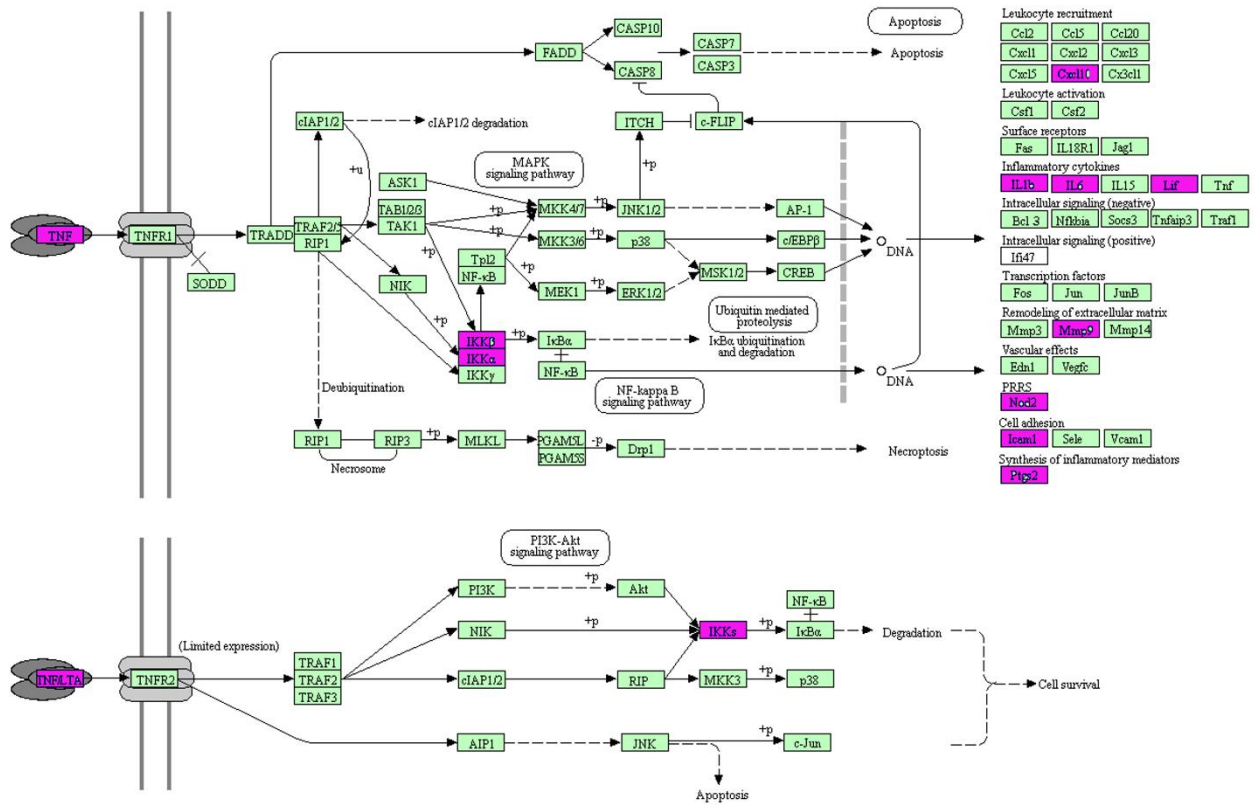 Apoptosis
CASP10
FADD
CASP7
CASP3
Apoptosis
CASP8
cIAP1/2
cIAP1/2 degradation
ITCH
c-FLIP
+u
+p
MAPK
signaling pathway
ASK1
TAB1/2/3
TAK1
+p
MKK4/7
+p
JNK1/2
AP-1
TNF
TNFR1
TRADD
TRAF2/5
RIP1
+p
MKK3/6
+p
p38
c/EBPβ
DNA
SODD
NIK
+p
Tpl2
NF-κB
+p
MSK1/2
CREB
MEK1
+p
ERK1/2
+p
Ubiquitin mediated
proteolysis
IKKβ
IKKα
IKKγ
+p
IκBα
NF-κB
IκBα ubiquitination
and degradation
DNA
Deubiquitination
NF-kappa B
signaling pathway
RIP1
RIP3
+p
MLKL
PGAM5L
PGAM5S
-p
Drp1
Necroptosis
Necrosome
Leukocyte recruitment
Ccl2 Ccl5 Ccl20
Cxcl1 Cxcl2 Cxcl3
Cxcl5 Cxcl10 Cx3cl1
Leukocyte activation
Csf1 Csf2
Surface receptors
Fas IL18R1 Jag1
Inflammatory cytokines
IL1b IL6 IL15 Lif Tnf
Intracellular signaling (negative)
Bcl3 Nfkbia Socs3 Tnfaip3 Traf1
Intracellular signaling (positive)
Ifi47
Transcription factors
Fos Jun JunB
Remodeling of extracellular matrix
Mmp3 Mmp9 Mmp14
Vascular effects
Edn1 Vegfc
PRRS
Nod2
Cell adhesion
Icam1 Sele Vcam1
Synthesis of inflammatory mediators
Ptgs2
PI3K-Akt
signaling pathway
PI3K
+p
Akt
NF-κB
NIK
+p
IKKs
+p
IκBα
Degradation
(Limited expression)
TNF/LTA
TNFR2
TRAF1
TRAF2
TRAF3
cIAP1/2
RIP
MKK3
+p
p38
Cell survival
AIP1
JNK
+p
c-Jun
Apoptosis